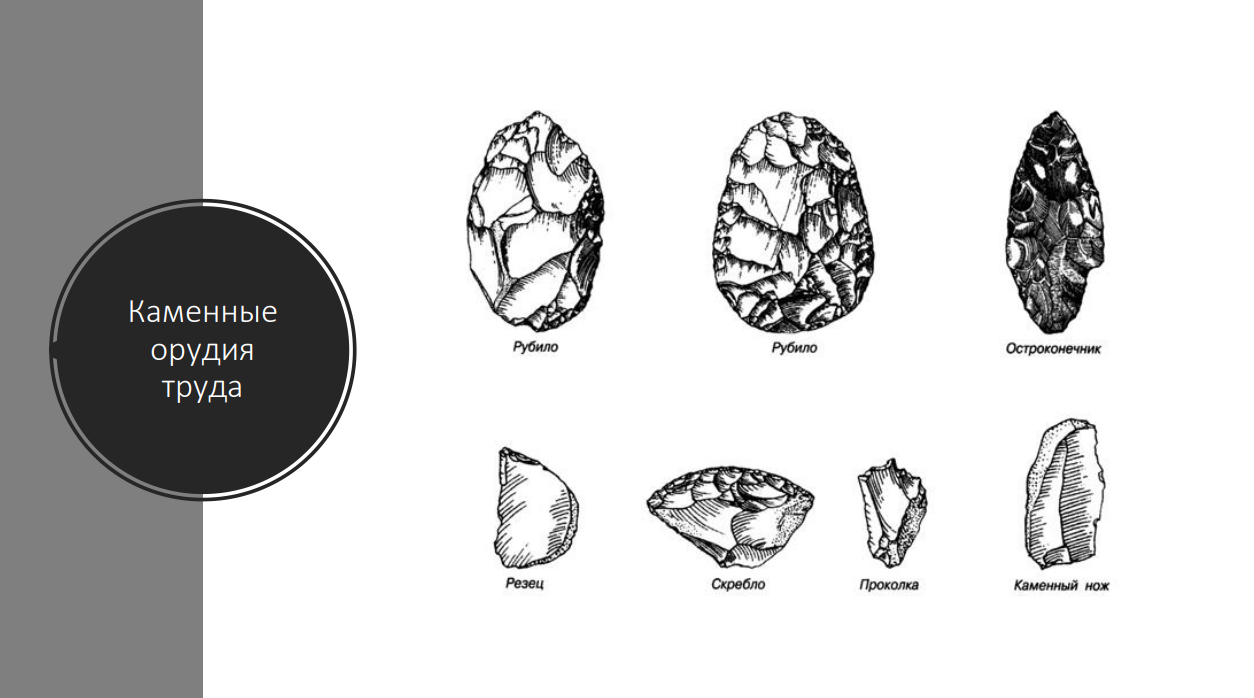 Каменные
орудия
труда
Рубило
Рубило
Остроконечник
Резец
Скребло
Проколка
Каменный нож